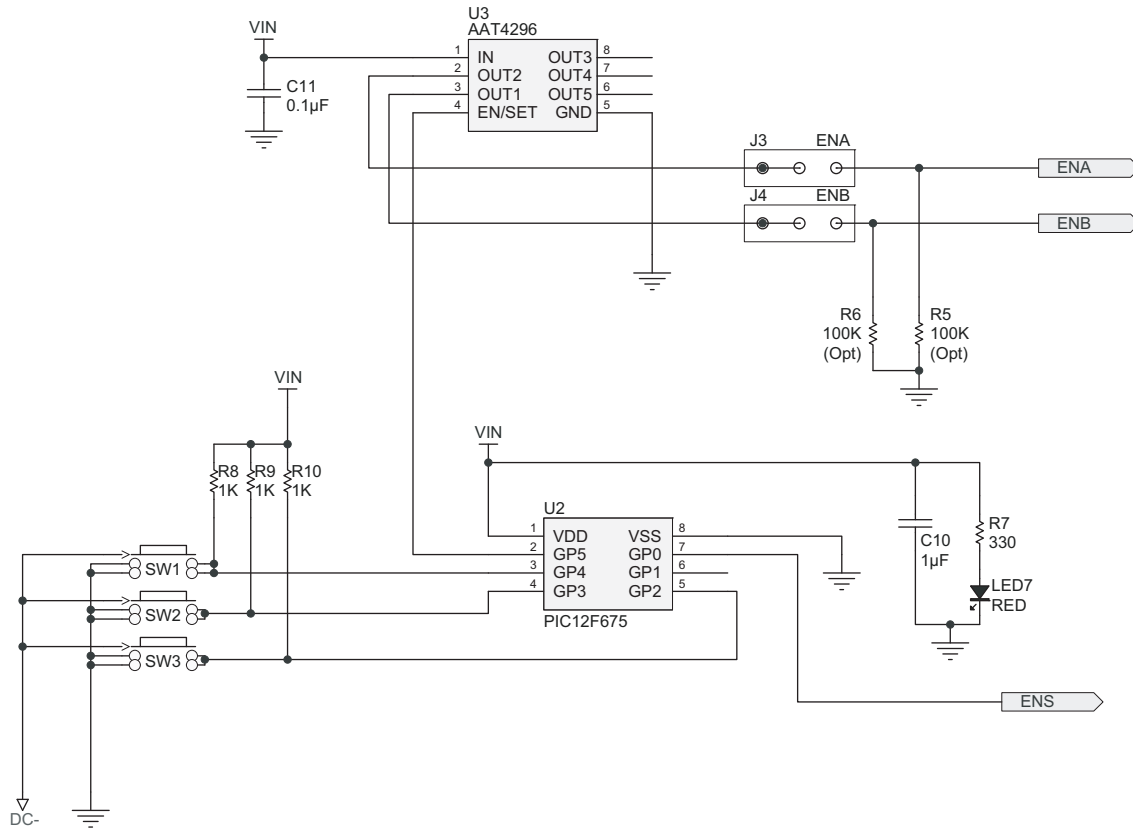 U3
AAT4296
VIN
1 IN OUT3 8
2 OUT2 OUT4 7
3 OUT1 OUT5 6
4 EN/SET GND 5
C11
0.1µF
J3 ENA
ENA
J4 ENB
ENB
R6
100K
(Opt)
R5
100K
(Opt)
VIN
R8
1K
R9
1K
R10
1K
VIN
U2
1 VDD VSS 8
2 GP5 GP0 7
3 GP4 GP1 6
4 GP3 GP2 5
PIC12F675
C10
1µF
R7
330
LED7
RED
SW1
SW2
SW3
ENS
DC-